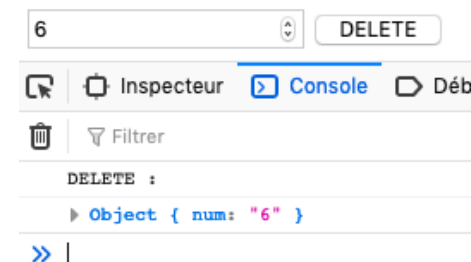 6 DELETE
Inspecteur Console Déb
Filtrer
DELETE :
Object { num: "6" }